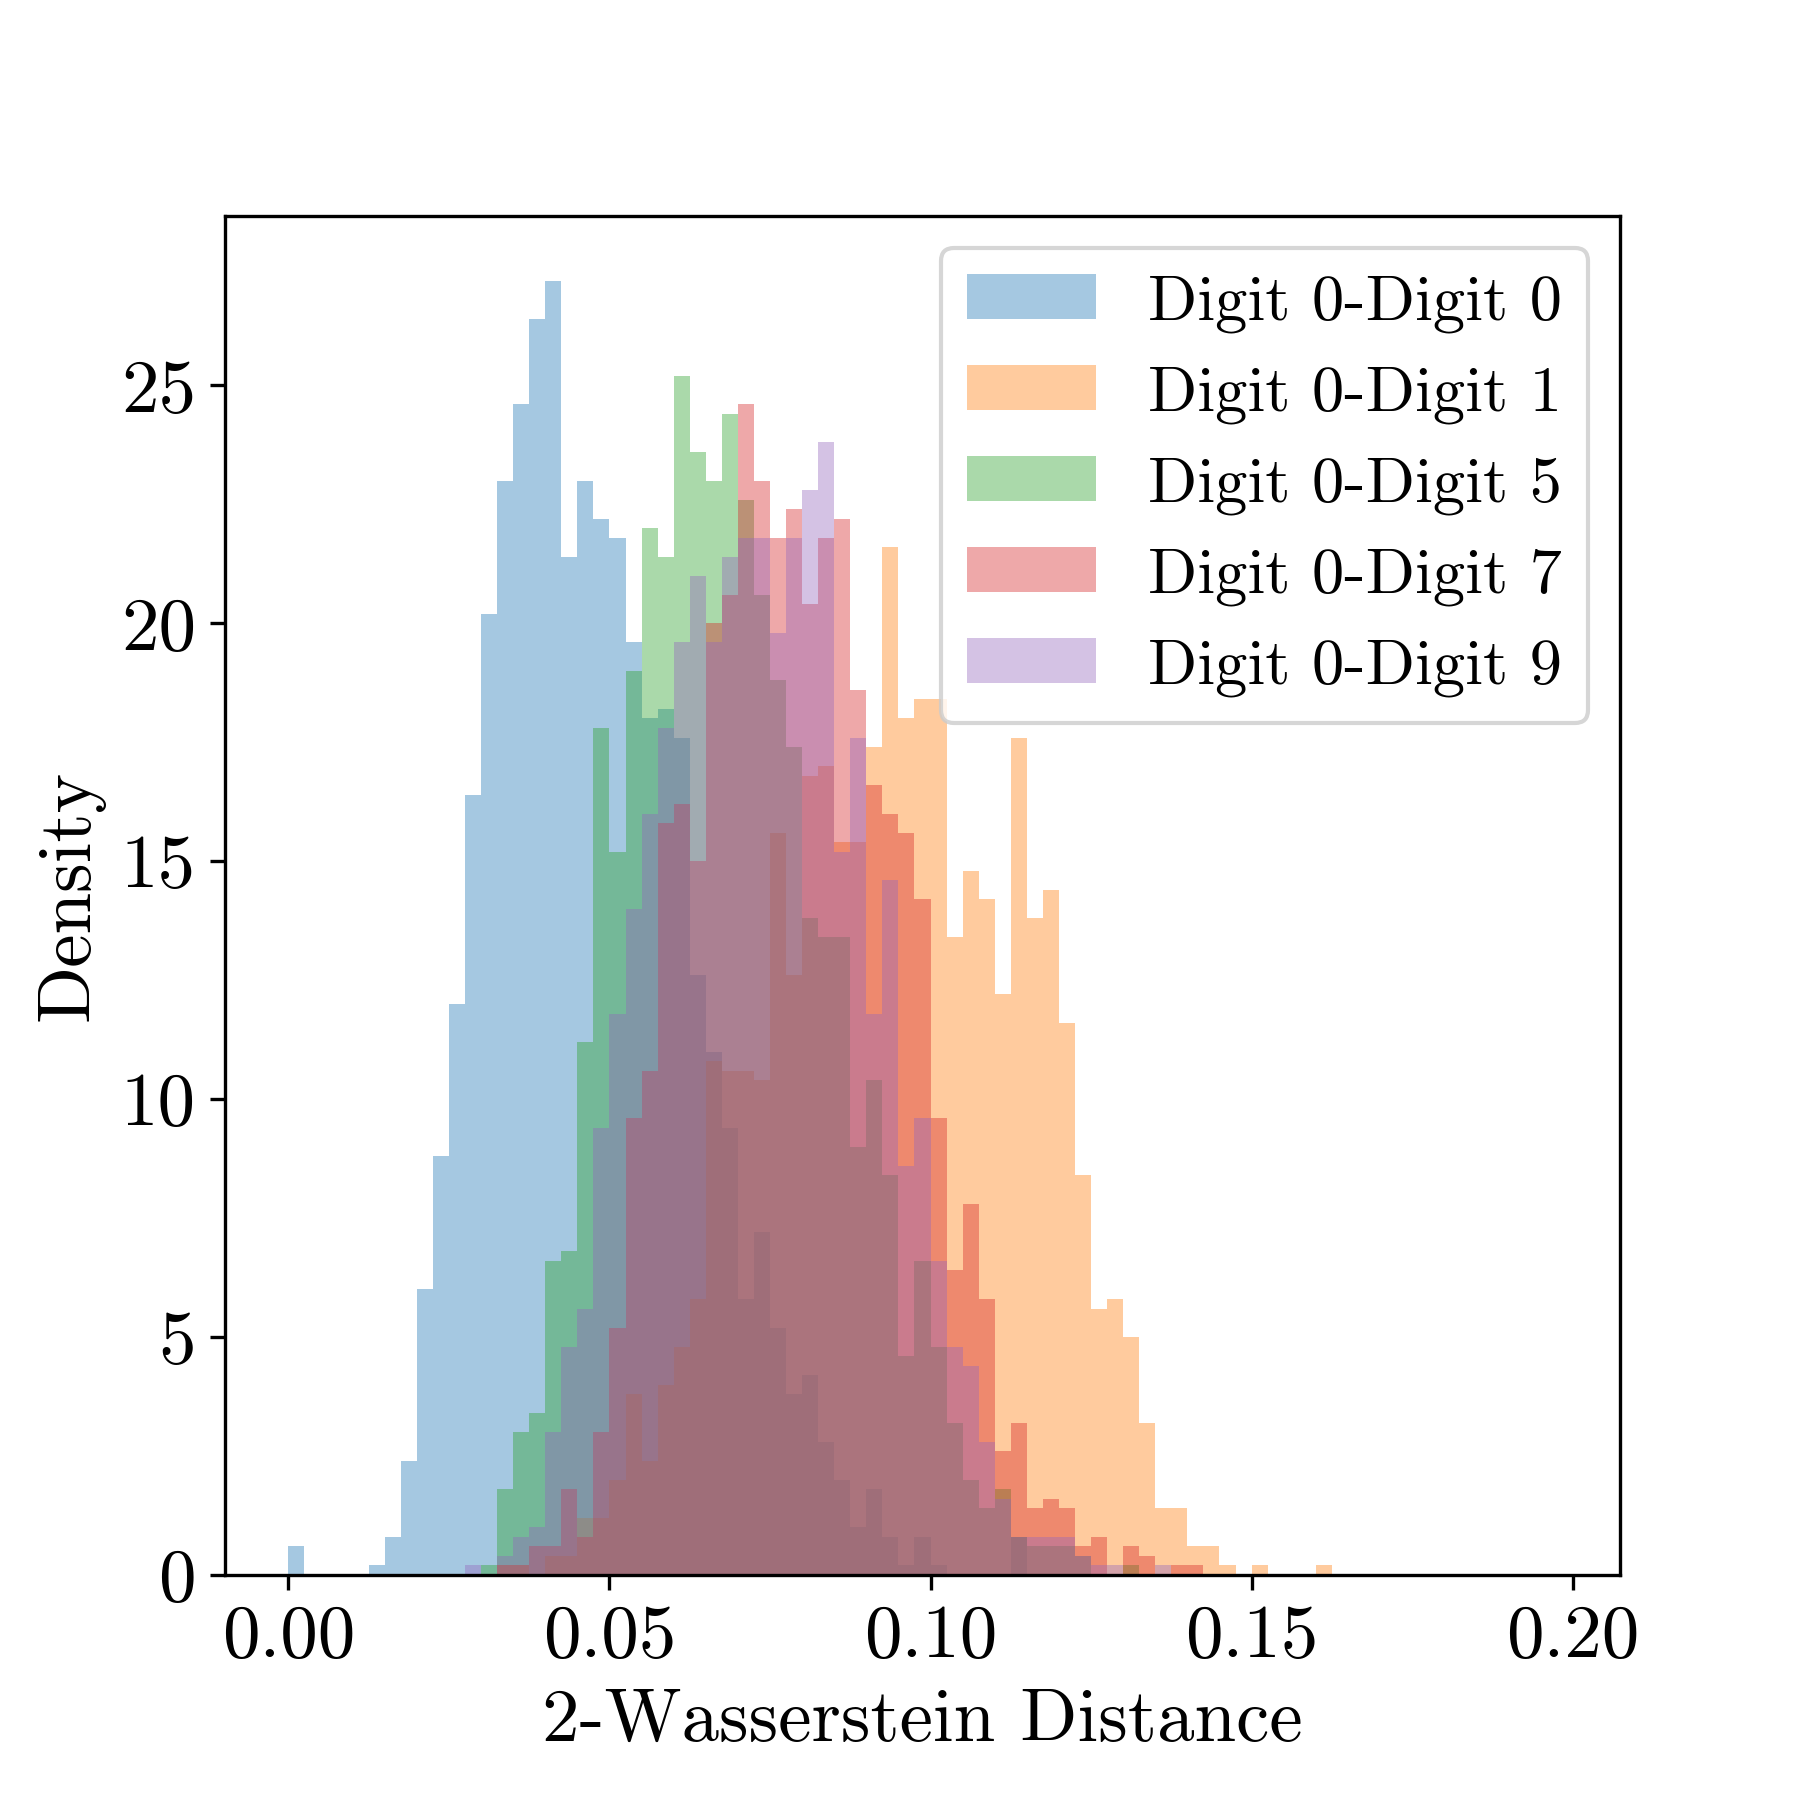 Digit 0-Digit 0
Digit 0-Digit 1
Digit 0-Digit 5
Digit 0-Digit 7
Digit 0-Digit 9
25
20
15
10
5
0
Density
0.00 0.05 0.10 0.15 0.20
2-Wasserstein Distance